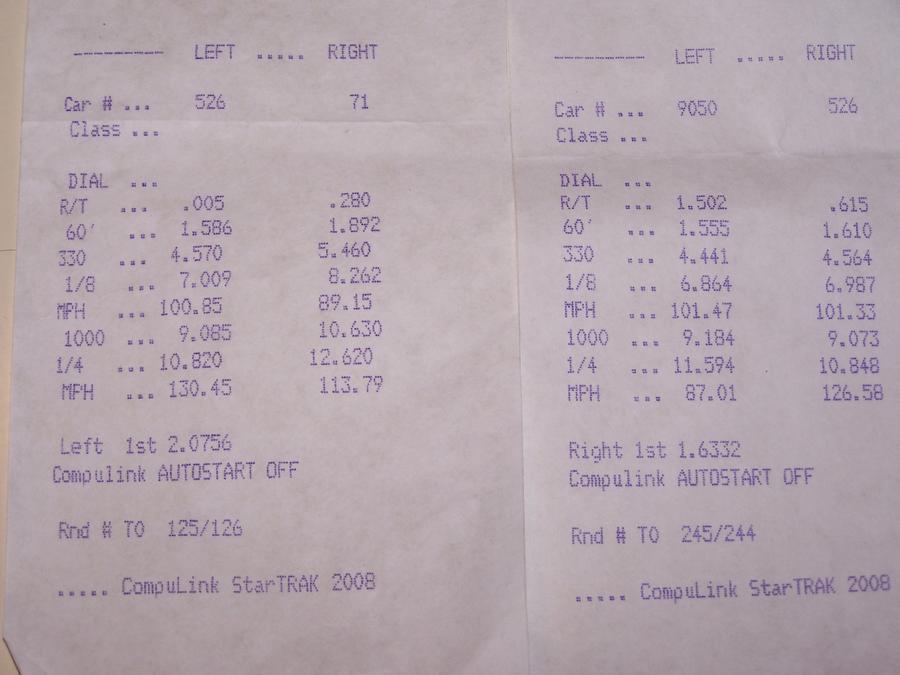 -------------- LEFT ..... RIGHT
Car # ... 526 71
Class ...
DIAL ...
R/T ... .005 .280
60' ... 1.586 1.892
330 ... 4.570 5.460
1/8 ... 7.009 8.262
MPH ... 100.85 89.15
1000 ... 9.085 10.630
1/4 ... 10.820 12.620
MPH ... 130.45 113.79
Left 1st 2.0756
Compulink AUTOSTART OFF
Rnd # TO 125/126
..... CompuLink StarTRAK 2008
-------------- LEFT ..... RIGHT
Car # ... 9050 526
Class ...
DIAL ...
R/T ... 1.502 .615
60' ... 1.555 1.610
330 ... 4.441 4.564
1/8 ... 6.864 6.987
MPH ... 101.47 101.33
1000 ... 9.184 9.073
1/4 ... 11.594 10.848
MPH ... 87.01 126.58
Right 1st 1.6332
Compulink AUTOSTART OFF
Rnd # TO 245/244
..... CompuLink StarTRAK 2008